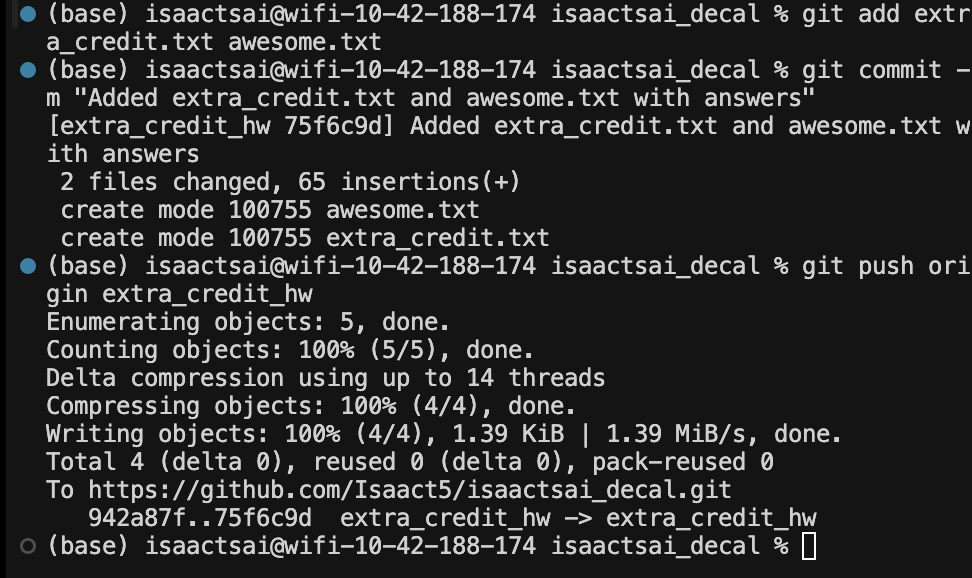 (base) isaactsai@wifi-10-42-188-174 isaactsai_decal % git add extr
a_credit.txt awesome.txt
(base) isaactsai@wifi-10-42-188-174 isaactsai_decal % git commit -
m "Added extra_credit.txt and awesome.txt with answers"
[extra_credit_hw 75f6c9d] Added extra_credit.txt and awesome.txt w
ith answers
 2 files changed, 65 insertions(+)
 create mode 100755 awesome.txt
 create mode 100755 extra_credit.txt
(base) isaactsai@wifi-10-42-188-174 isaactsai_decal % git push ori
gin extra_credit_hw
Enumerating objects: 5, done.
Counting objects: 100% (5/5), done.
Delta compression using up to 14 threads
Compressing objects: 100% (4/4), done.
Writing objects: 100% (4/4), 1.39 KiB | 1.39 MiB/s, done.
Total 4 (delta 0), reused 0 (delta 0), pack-reused 0
To https://github.com/Isaact5/isaactsai_decal.git
   942a87f..75f6c9d  extra_credit_hw -> extra_credit_hw
(base) isaactsai@wifi-10-42-188-174 isaactsai_decal %